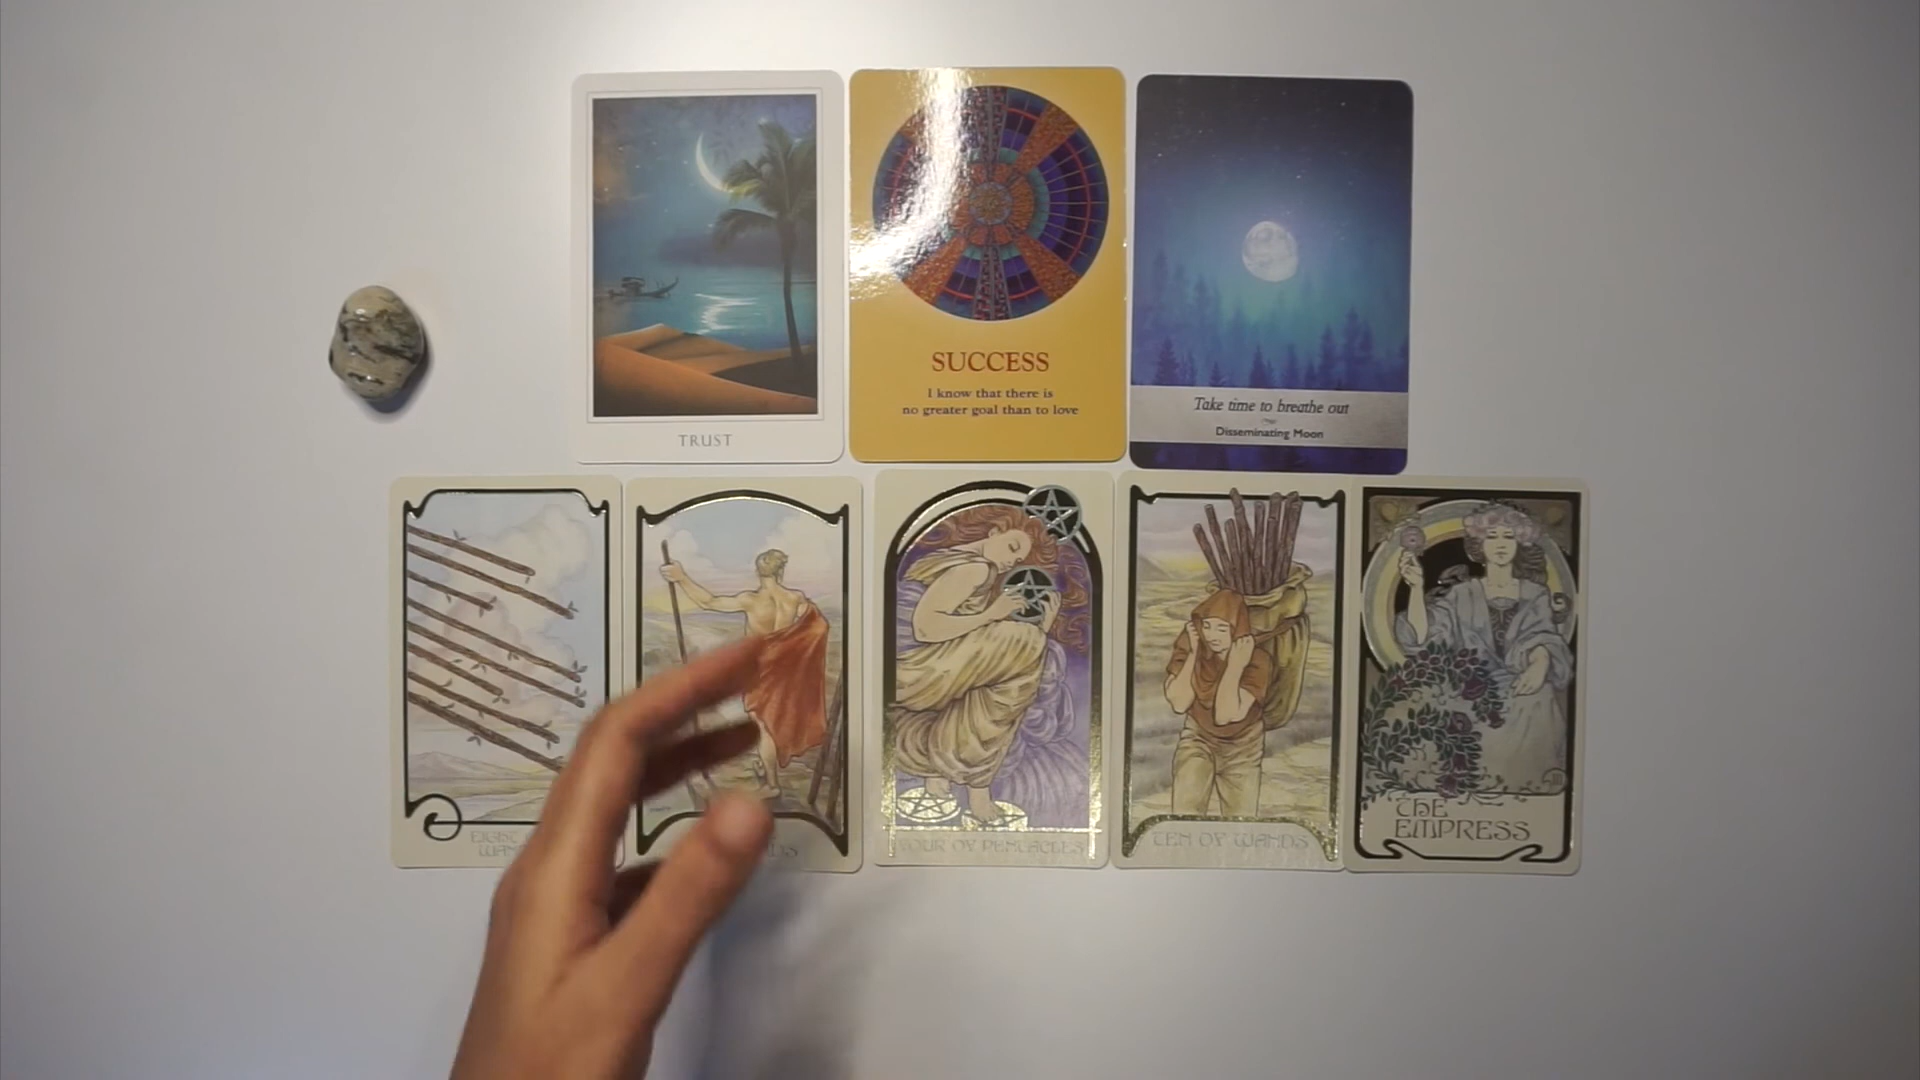 TRUST
SUCCESS
I know that there is
no greater goal than to love
Take time to breathe out
Disseminating Moon
EIGHT
FOUR OF PENTACLES
TEN OF WANDS
THE
EMPRESS